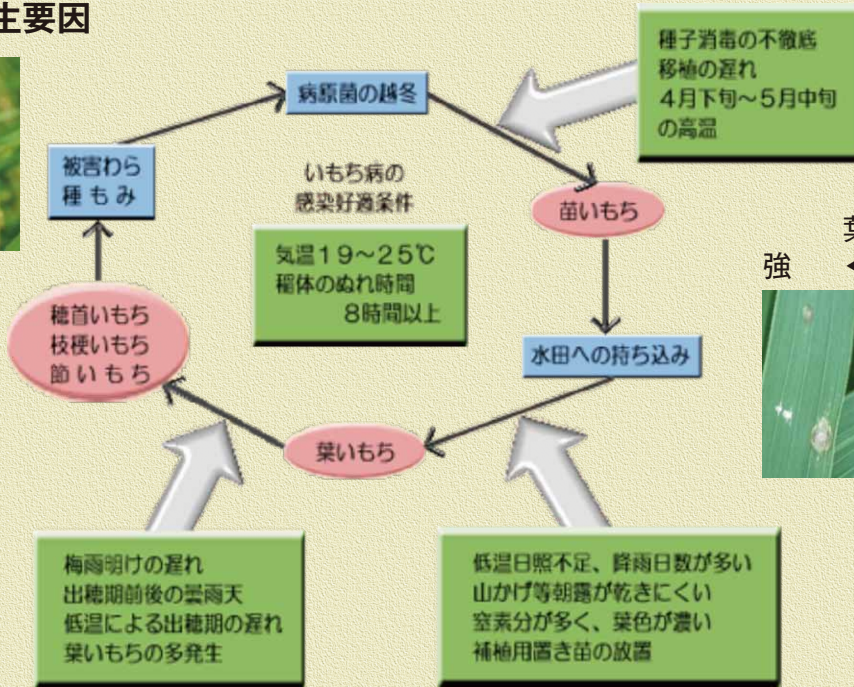 生要因
種子消毒の不徹底
移植の遅れ
4月下旬～5月中旬
の高温
病原菌の越冬
被害わら
種もみ
いもち病の
感染好適条件
気温19～25℃
稲体のぬれ時間
8時間以上
苗いもち
強
穂首いもち
枝梗いもち
節いもち
水田への持ち込み
葉いもち
梅雨明けの遅れ
出穂期前後の曇雨天
低温による出穂期の遅れ
葉いもちの多発生
低温日照不足、降雨日数が多い
山かげ等朝露が乾きにくい
窒素分が多く、葉色が濃い
補植用置き苗の放置